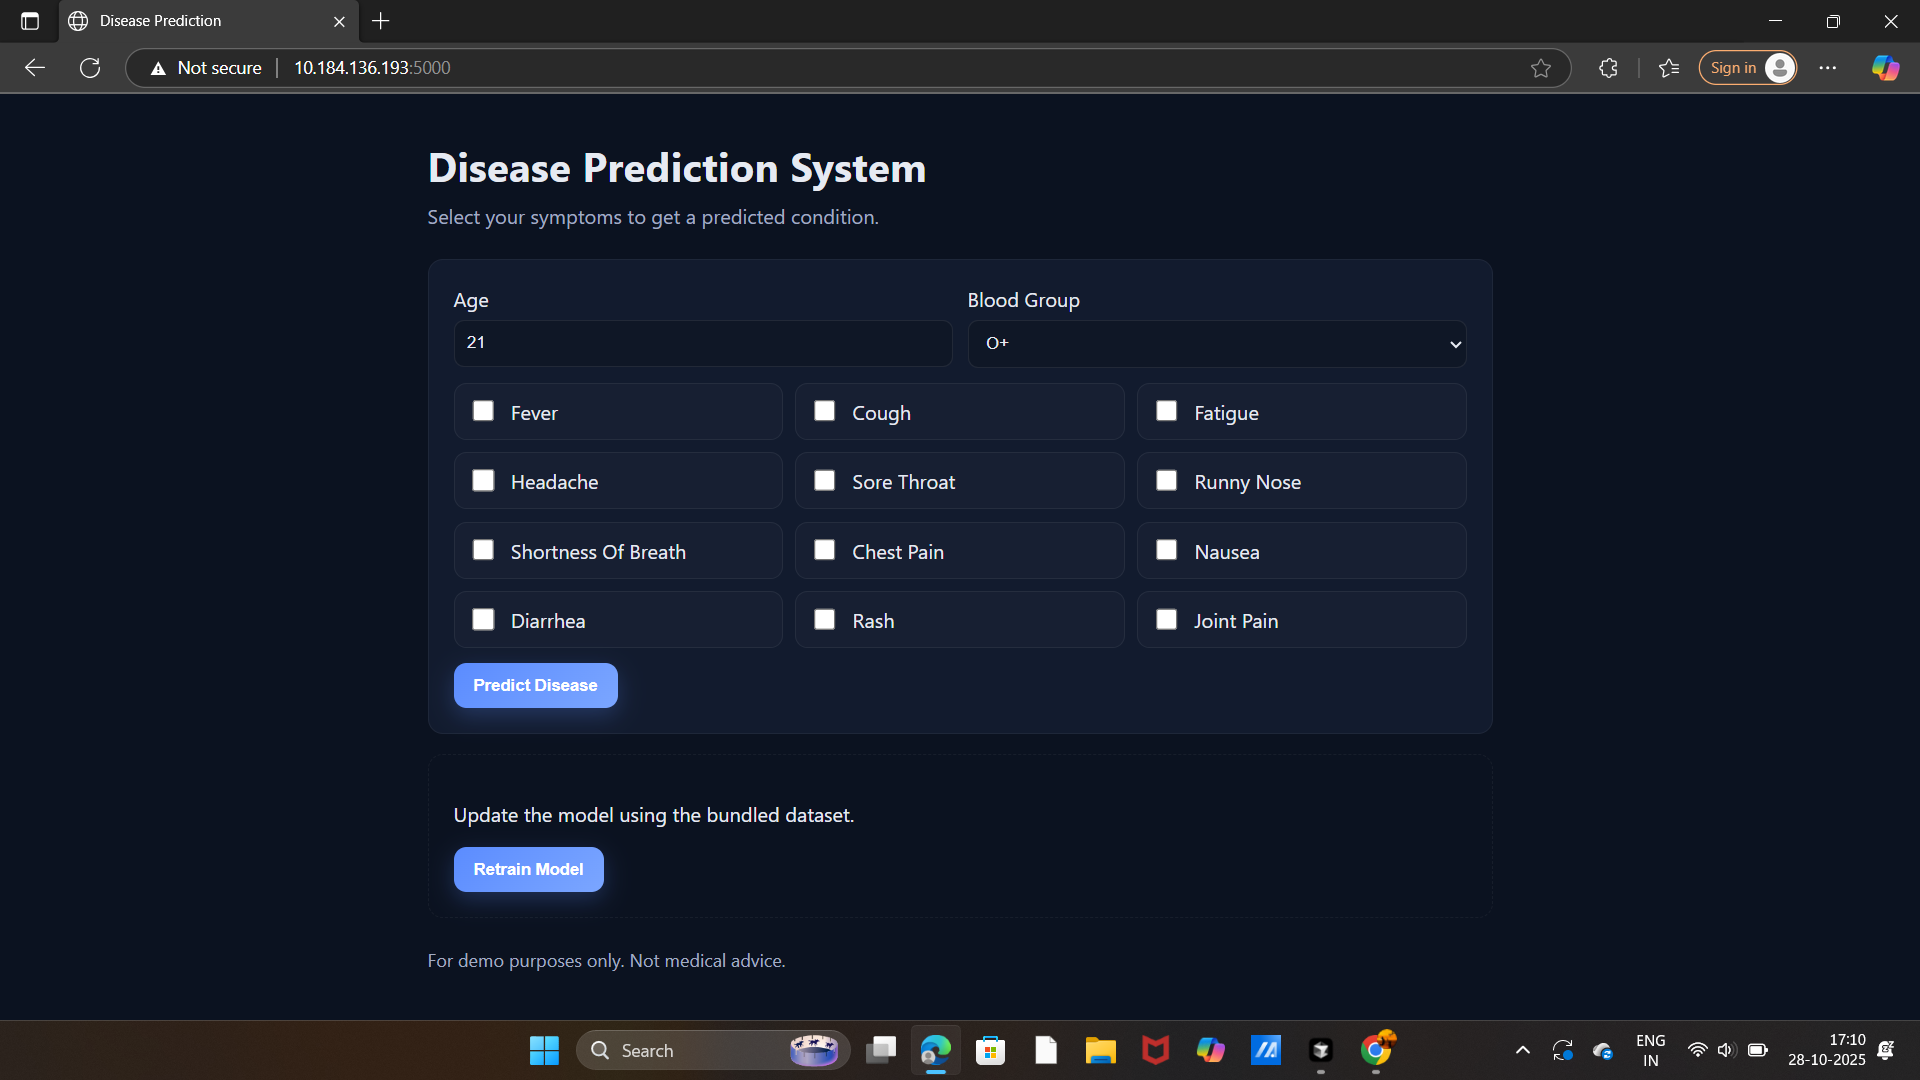 Disease Prediction
Not secure
10.184.136.193:5000
Sign in
Disease Prediction System
Select your symptoms to get a predicted condition.
Age
Blood Group
21
O+
Fever
Cough
Fatigue
Headache
Sore Throat
Runny Nose
Shortness Of Breath
Chest Pain
Nausea
Diarrhea
Rash
Joint Pain
Predict Disease
Update the model using the bundled dataset.
Retrain Model
For demo purposes only. Not medical advice.
Search
ENG
IN
17:10
28-10-2025